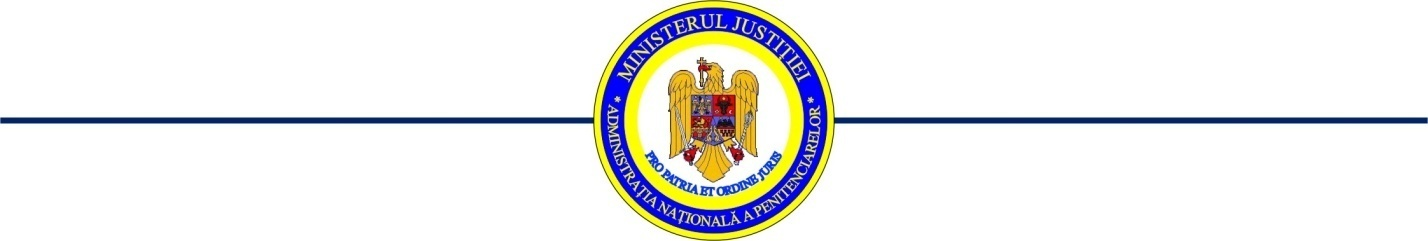 MINISTERUL JUSTIȚIEI
PRO PATRIA ET ORDINE JURIS
* ADMINISTRAȚIA NAȚIONALĂ A PENITENCIARELOR *